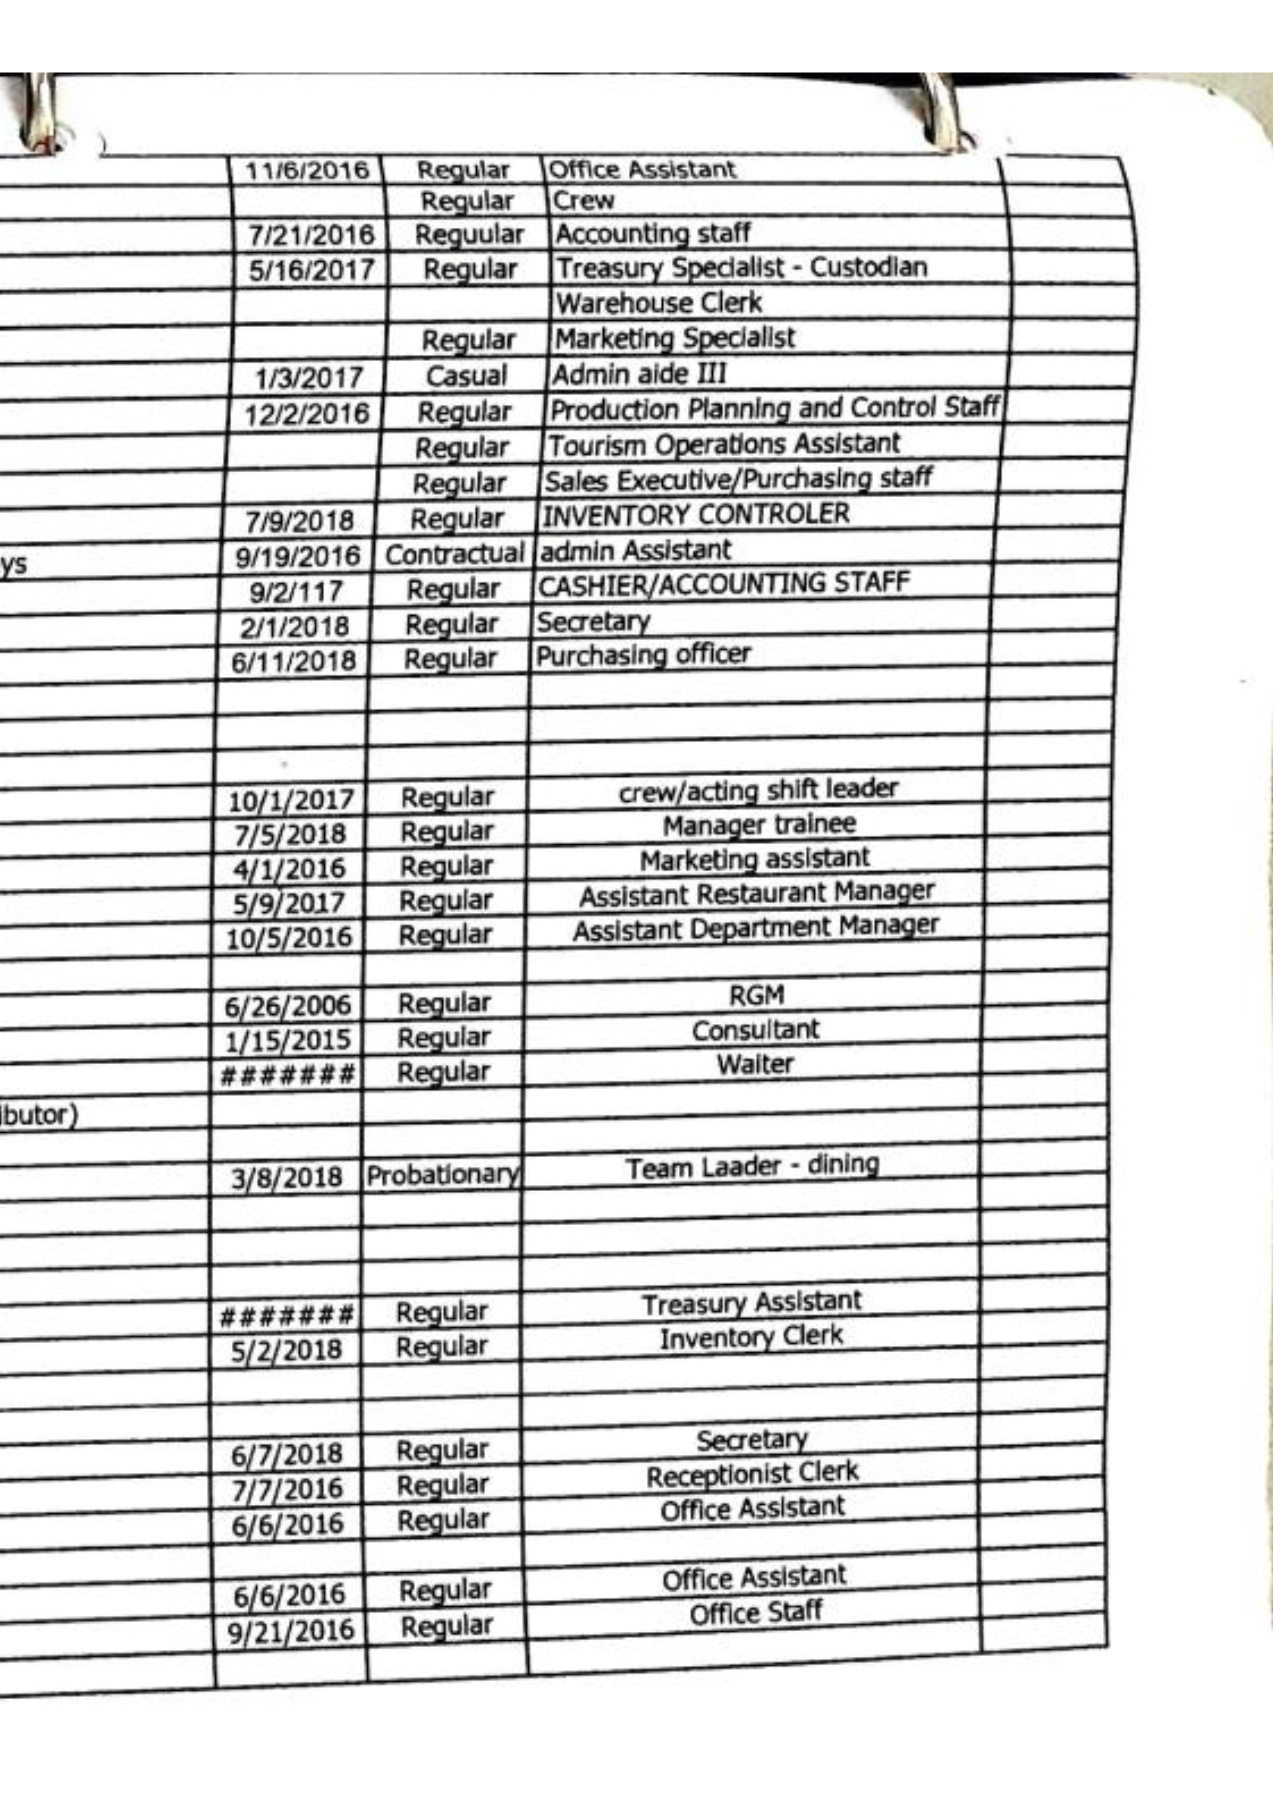 11/6/2016 Regular Office Assistant
Regular Crew
7/21/2016 Reguular Accounting staff
5/16/2017 Regular Treasury Specialist - Custodian
Warehouse Clerk
Regular Marketing Specialist
1/3/2017 Casual Admin aide III
12/2/2016 Regular Production Planning and Control Staff
Regular Tourism Operations Assistant
Regular Sales Executive/Purchasing staff
7/9/2018 Regular INVENTORY CONTROLER
ys 9/19/2016 Contractual admin Assistant
9/2/117 Regular CASHIER/ACCOUNTING STAFF
2/1/2018 Regular Secretary
6/11/2018 Regular Purchasing officer
10/1/2017 Regular crew/acting shift leader
7/5/2018 Regular Manager trainee
4/1/2016 Regular Marketing assistant
5/9/2017 Regular Assistant Restaurant Manager
10/5/2016 Regular Assistant Department Manager
6/26/2006 Regular RGM
1/15/2015 Regular Consultant
####### Regular Waiter
ibutor)
3/8/2018 Probationary Team Laader - dining
####### Regular Treasury Assistant
5/2/2018 Regular Inventory Clerk
6/7/2018 Regular Secretary
7/7/2016 Regular Receptionist Clerk
6/6/2016 Regular Office Assistant
6/6/2016 Regular Office Assistant
9/21/2016 Regular Office Staff